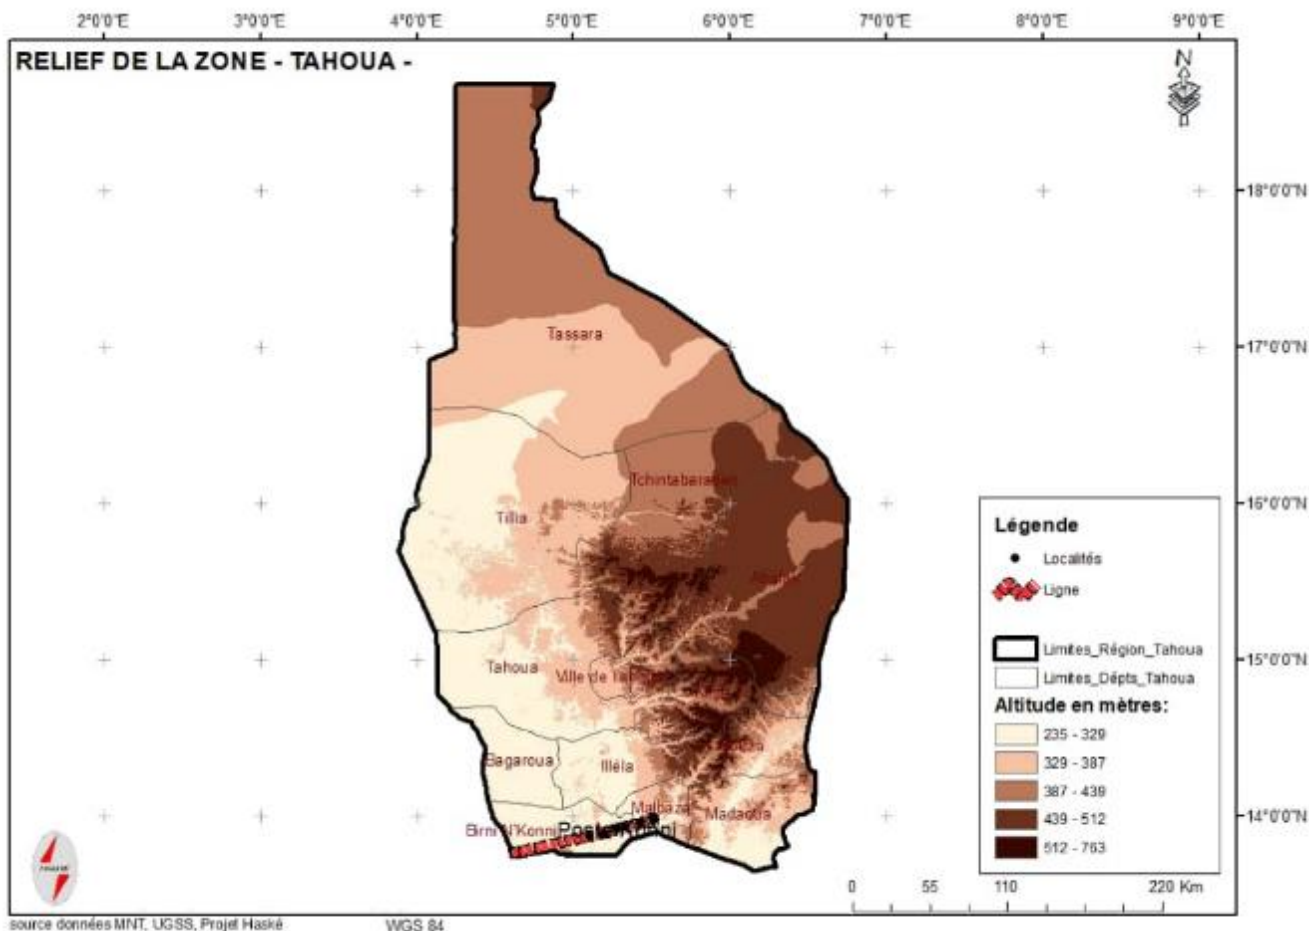 2°0'0"E 3°0'0"E 4°0'0"E 5°0'0"E 6°0'0"E 7°0'0"E 8°0'0"E 9°0'0"E
RELIEF DE LA ZONE - TAHOUA -
N
18°0'0"N
Tassara
17°0'0"N
Tchintabaraden
16°0'0"N
Tillia
Légende
Localités
Ligne
Limites_Région_Tahoua
Limites_Dépts_Tahoua
Tahoua
15°0'0"N
Ville de
Altitude en mètres:
235 - 329
329 - 387
387 - 439
439 - 512
512 - 763
Bagaroua
Illéla
Malbaza
Madaoua
14°0'0"N
Birni N'Konni
0 55 110 220 Km
source données MNT, UGSS, Projet Haské
WGS 84